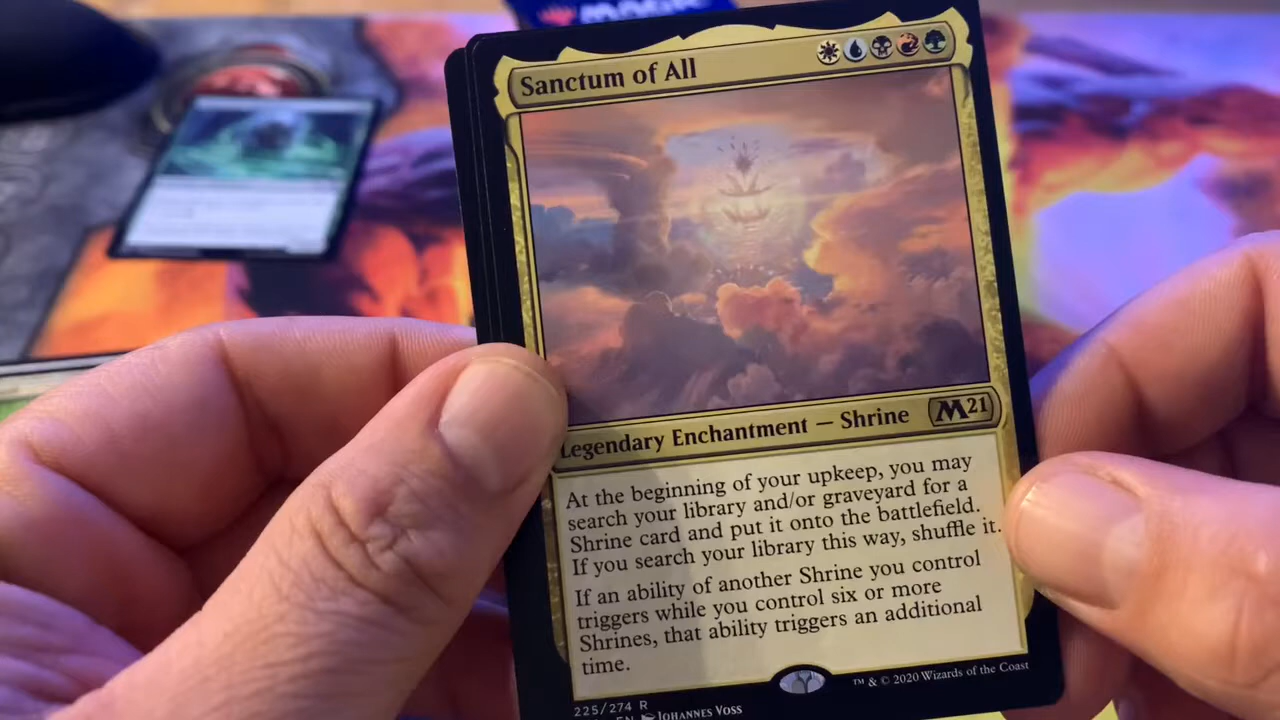 MAGIC
Sanctum of All
Legendary Enchantment — Shrine
M21
At the beginning of your upkeep, you may
search your library and/or graveyard for a
Shrine card and put it onto the battlefield.
If you search your library this way, shuffle it.
If an ability of another Shrine you control
triggers while you control six or more
Shrines, that ability triggers an additional
time.
225/274 R
™ & © 2020 Wizards of the Coast
EN JOHANNES VOSS